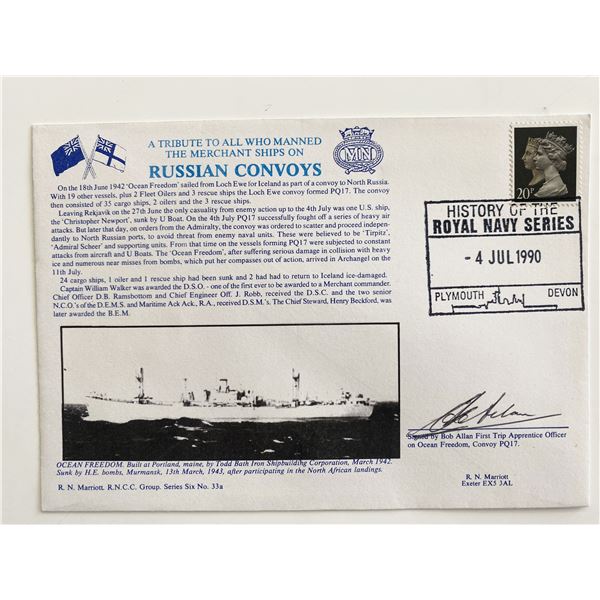 A TRIBUTE TO ALL WHO MANNED
THE MERCHANT SHIPS ON
RUSSIAN CONVOYS
MN
20P
On the 18th June 1942 'Ocean Freedom' sailed from Loch Ewe for Iceland as part of a convoy to North Russia.
With 19 other vessels, plus 2 Fleet Oilers and 3 rescue ships the Loch Ewe convoy formed PQ17. The convoy
then consisted of 35 cargo ships, 2 oilers and the 3 rescue ships.
Leaving Rekjavik on the 27th June the only casualty from enemy action up to the 4th July was one U.S. ship,
the 'Christopher Newport', sunk by U Boat. On the 4th July PQ17 successfully fought off a series of heavy air
attacks. But later that day, on orders from the Admiralty, the convoy was ordered to scatter and proceed indepen-
dantly to North Russian ports, to avoid threat from enemy naval units. These were believed to be 'Tirpitz',
'Admiral Scheer' and supporting units. From that time on the vessels forming PQ17 were subjected to constant
attacks from aircraft and U Boats. The 'Ocean Freedom', after suffering serious damage in collision with heavy
ice and numerous near misses from bombs, which put her compasses out of action, arrived in Archangel on the
11th July.
24 cargo ships, 1 oiler and 1 rescue ship had been sunk and 2 had had to return to Iceland ice-damaged.
Captain William Walker was awarded the D.S.O. - one of the first ever to be awarded to a Merchant commander.
Chief Officer D.B. Ramsbottom and Chief Engineer Off. J. Robb, received the D.S.C. and the two senior
N.C.O.'s of the D.E.M.S. and Maritime Ack Ack., R.A., received D.S.M.'s. The Chief Steward, Henry Beckford, was
later awarded the B.E.M.
HISTORY OF THE
ROYAL NAVY SERIES
- 4 JUL 1990
PLYMOUTH DEVON
Signed by Bob Allan First Trip Apprentice Officer
on Ocean Freedom, Convoy PQ17.
OCEAN FREEDOM. Built at Portland, maine, by Todd Bath Iron Shipbuilding Corporation, March 1942.
Sunk by H.E. bombs, Murmansk, 13th March, 1943, after participating in the North African landings.
R. N. Marriott. R.N.C.C. Group. Series Six No. 33a
R. N. Marriott
Exeter EX5 3AL